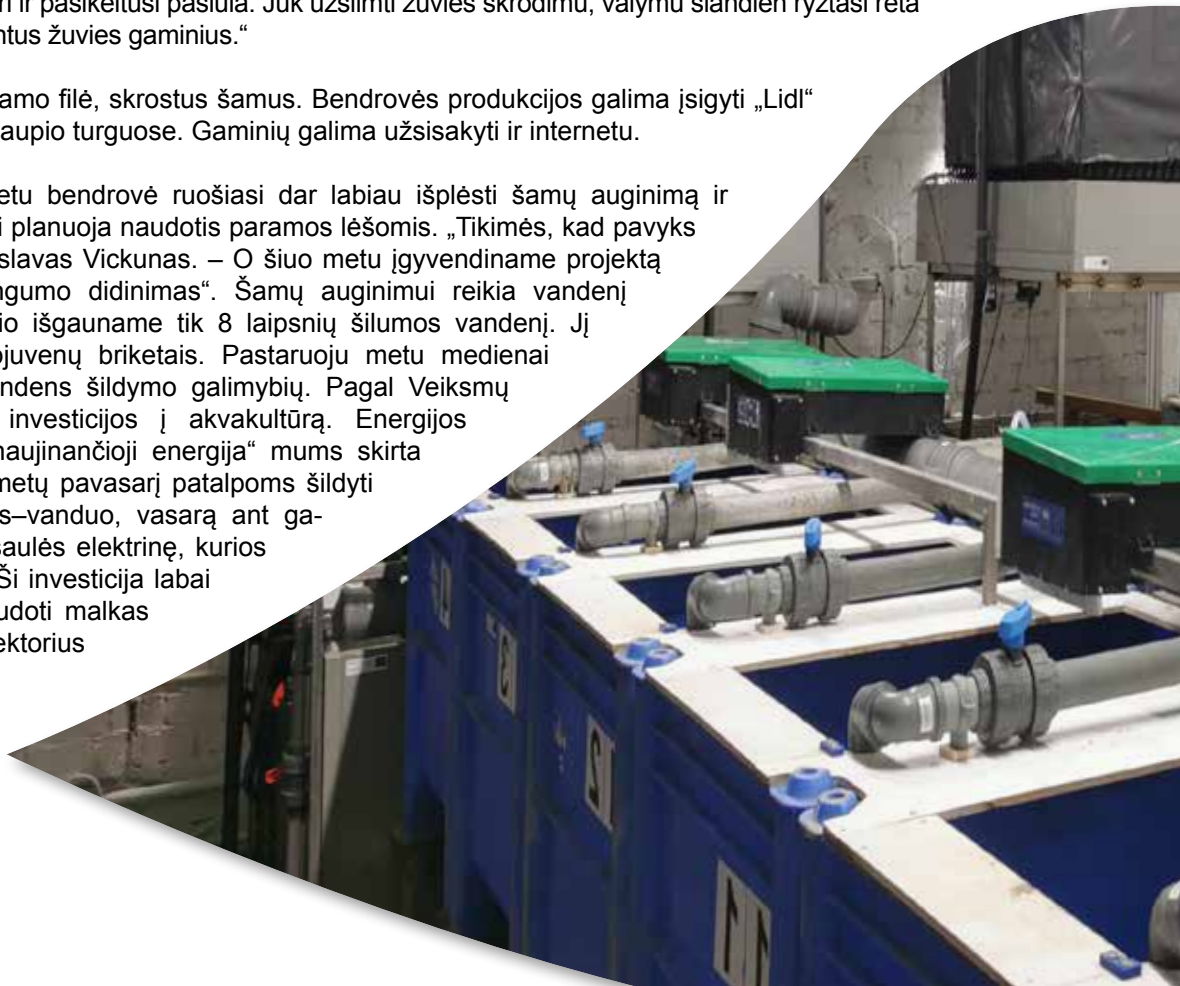 ri ir pasikeitusi pasiūla. Juk užsiimti žuvies skrodimu, valymu šiandien ryžtasi reta
ntus žuvies gaminius.“
amo filė, skrostus šamus. Bendrovės produkcijos galima įsigyti „Lidl“
aupio turguose. Gaminių galima užsisakyti ir internetu.
etu bendrovė ruošiasi dar labiau išplėsti šamų auginimą ir
i planuoja naudotis paramos lėšomis. „Tikimės, kad pavyks
slavas Vickunas. – O šiuo metu įgyvendiname projektą
ngumo didinimas“. Šamų auginimui reikia vandenį
io išgauname tik 8 laipsnių šilumos vandenį. Jį
ojuvenų briketais. Pastaruoju metu medienai
ndens šildymo galimybių. Pagal Veiksmų
investicijos į akvakultūrą. Energijos
naujinančioji energija“ mums skirta
metų pavasarį patalpoms šildyti
s–vanduo, vasarą ant ga-
saulės elektrinę, kurios
Ši investicija labai
udoti malkas
ektorius
3
2
11